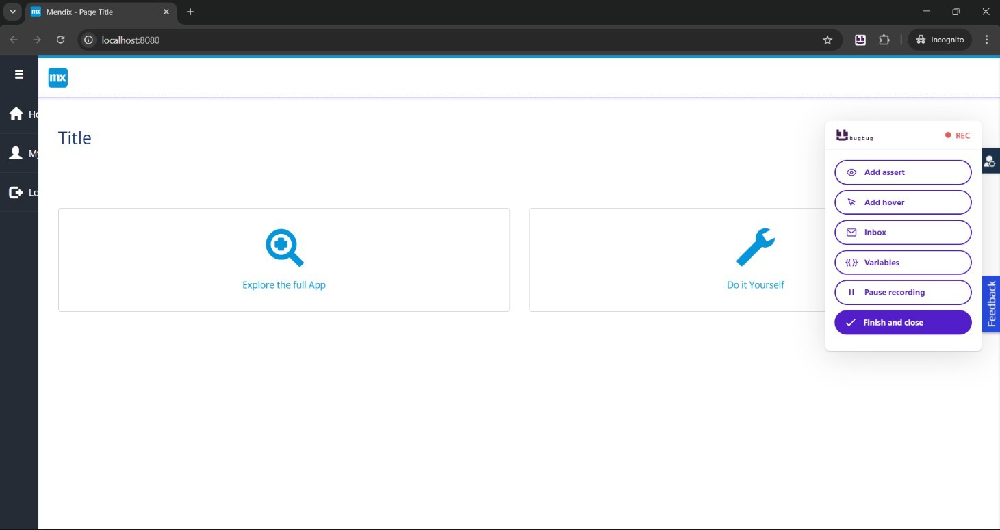 mx Mendix - Page Title
localhost:8080
Incognito
mx
Ho
My
Lo
Title
Explore the full App
Do it Yourself
bugbug
REC
Add assert
Add hover
Inbox
Variables
Pause recording
Finish and close
Feedback